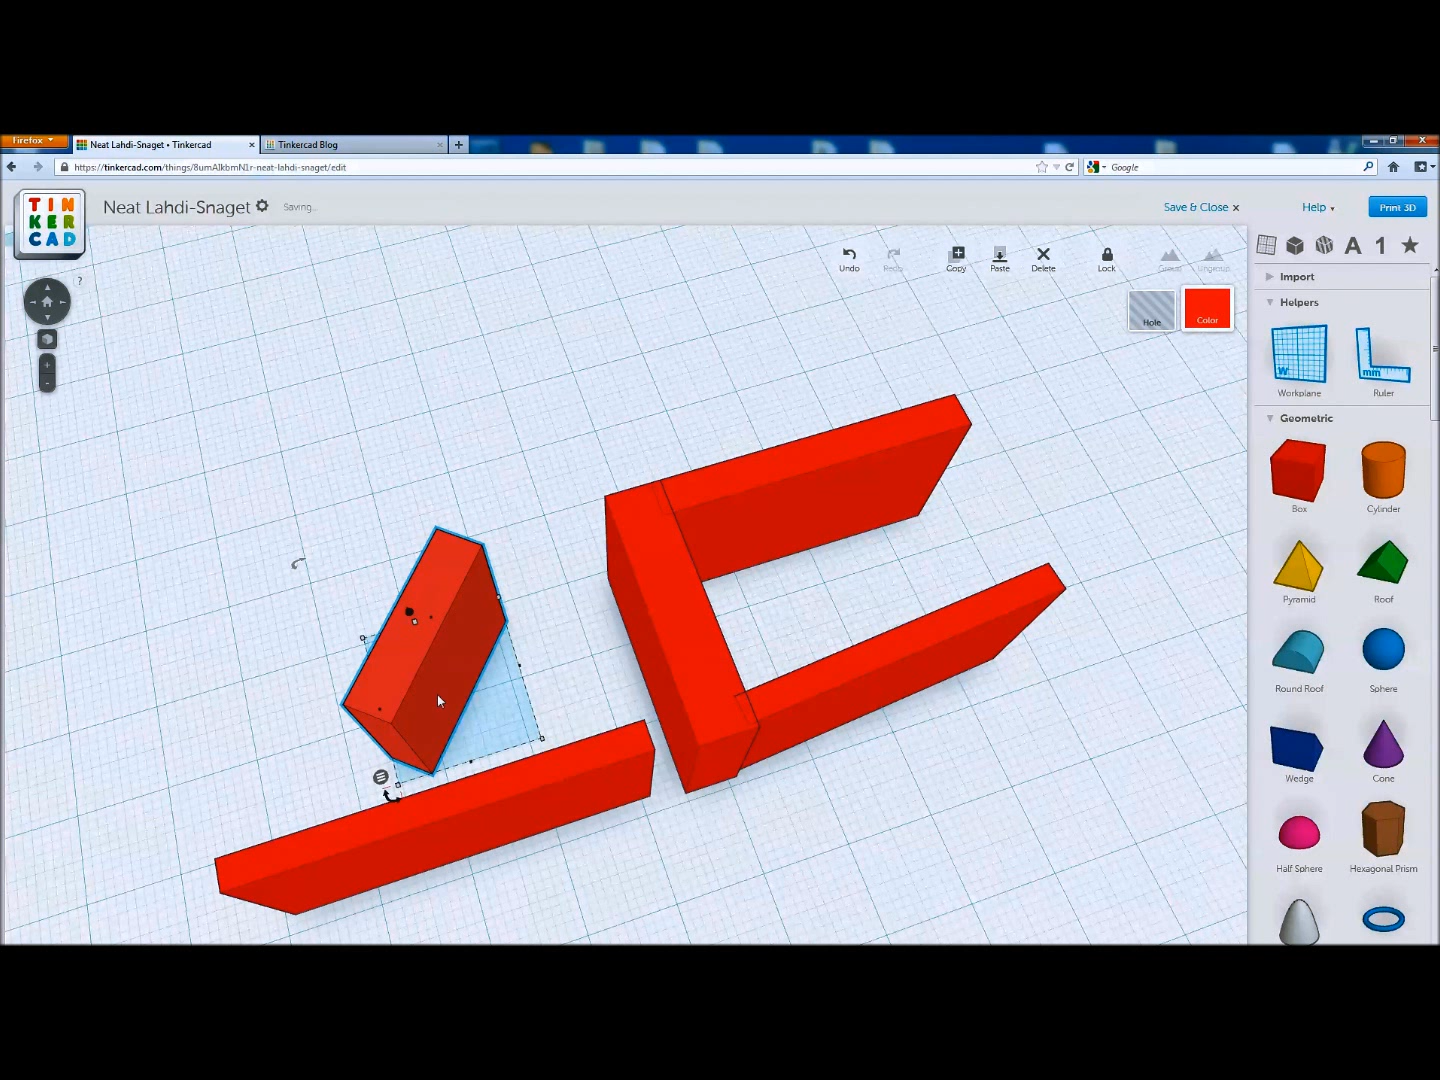 Firefox
Neat Lahdi-Snaget • Tinkercad
Tinkercad Blog
https://tinkercad.com/things/8umAlkbmN1r-neat-lahdi-snaget/edit
Google
TIN
KER
CAD
Neat Lahdi-Snaget
Saving..
Save & Close ×
Help
Print 3D
?
Undo
Redo
Copy
Paste
Delete
Lock
Group
Ungroup
Hole
Color
A
1
Import
Helpers
W
mm
Workplane
Ruler
Geometric
Box
Cylinder
Pyramid
Roof
Round Roof
Sphere
Wedge
Cone
Half Sphere
Hexagonal Prism